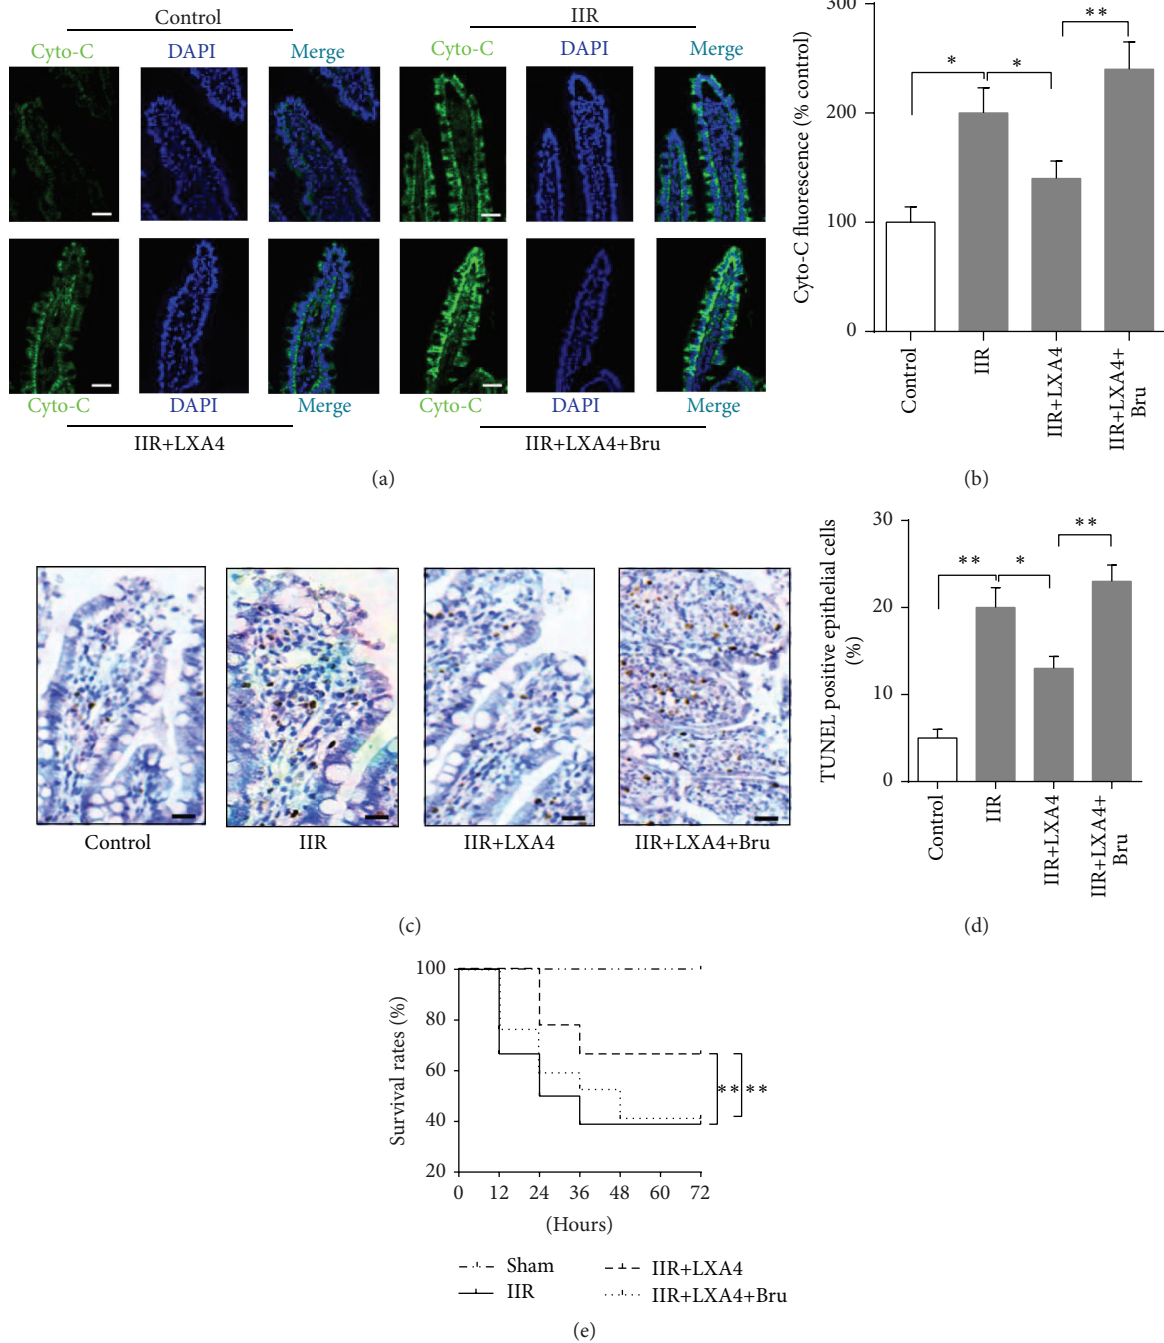 Control
IIR
Cyto-C DAPI Merge Cyto-C DAPI Merge
Cyto-C DAPI Merge Cyto-C DAPI Merge
IIR+LXA4
IIR+LXA4+Bru
(a)
300
200
100
0
Cyto-C fluorescence (% control)
* * **
Control
IIR
IIR+LXA4
IIR+LXA4+
Bru
(b)
Control
IIR
IIR+LXA4
IIR+LXA4+Bru
(c)
30
20
10
0
TUNEL positive epithelial cells
(%)
** * **
Control
IIR
IIR+LXA4
IIR+LXA4+
Bru
(d)
100
80
60
40
20
Survival rates (%)
** **
0 12 24 36 48 60 72
(Hours)
Sham
IIR
IIR+LXA4
IIR+LXA4+Bru
(e)